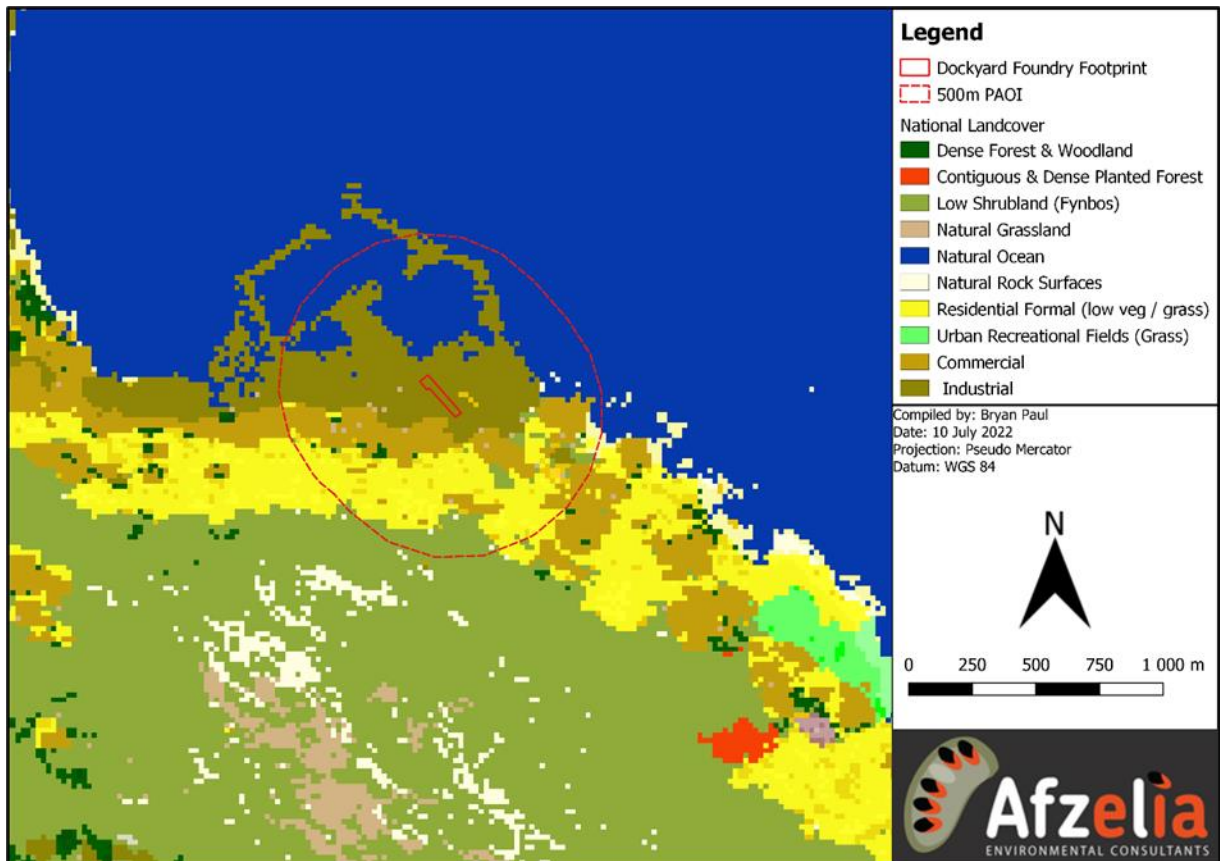 Legend
Dockyard Foundry Footprint
500m PAOI
National Landcover
Dense Forest & Woodland
Contiguous & Dense Planted Forest
Low Shrubland (Fynbos)
Natural Grassland
Natural Ocean
Natural Rock Surfaces
Residential Formal (low veg / grass)
Urban Recreational Fields (Grass)
Commercial
Industrial
Compiled by: Bryan Paul
Date: 10 July 2022
Projection: Pseudo Mercator
Datum: WGS 84
N
0 250 500 750 1 000 m
Afzelia
ENVIRONMENTAL CONSULTANTS